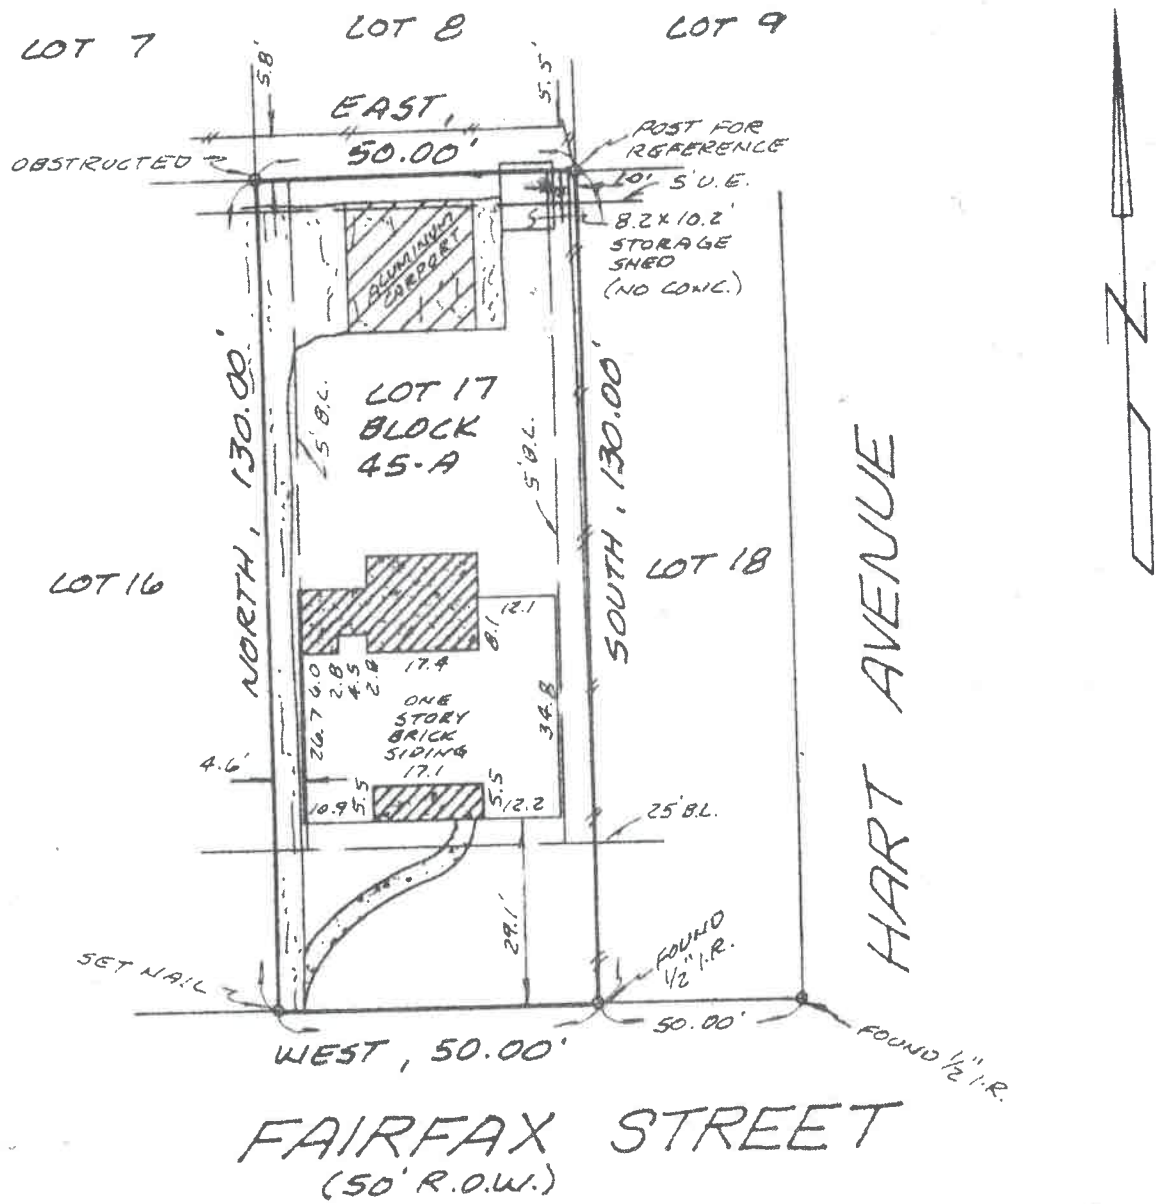 LOT 7
LOT 8
LOT 9
5.8'
5.5'
EAST,
50.00'
OBSTRUCTED
POST FOR
REFERENCE
5' U.E.
8.2 x 10.2'
STORAGE
SHED
(NO CONC.)
ALUMINUM
CARPORT
N
NORTH, 130.00'
5' B.L.
LOT 17
BLOCK
45-A
5' B.L.
SOUTH, 130.00'
LOT 16
LOT 18
HART AVENUE
12.1
8.1
17.4
6.0
2.8
4.5
2.8
26.7
ONE
STORY
BRICK
SIDING
34.8
4.6'
17.1
10.9
5.5
5.5
12.2
25' B.L.
29.1'
SET NAIL
FOUND
1/2" I.R.
50.00'
FOUND 1/2" I.R.
WEST, 50.00'
FAIRFAX STREET
(50' R.O.W.)